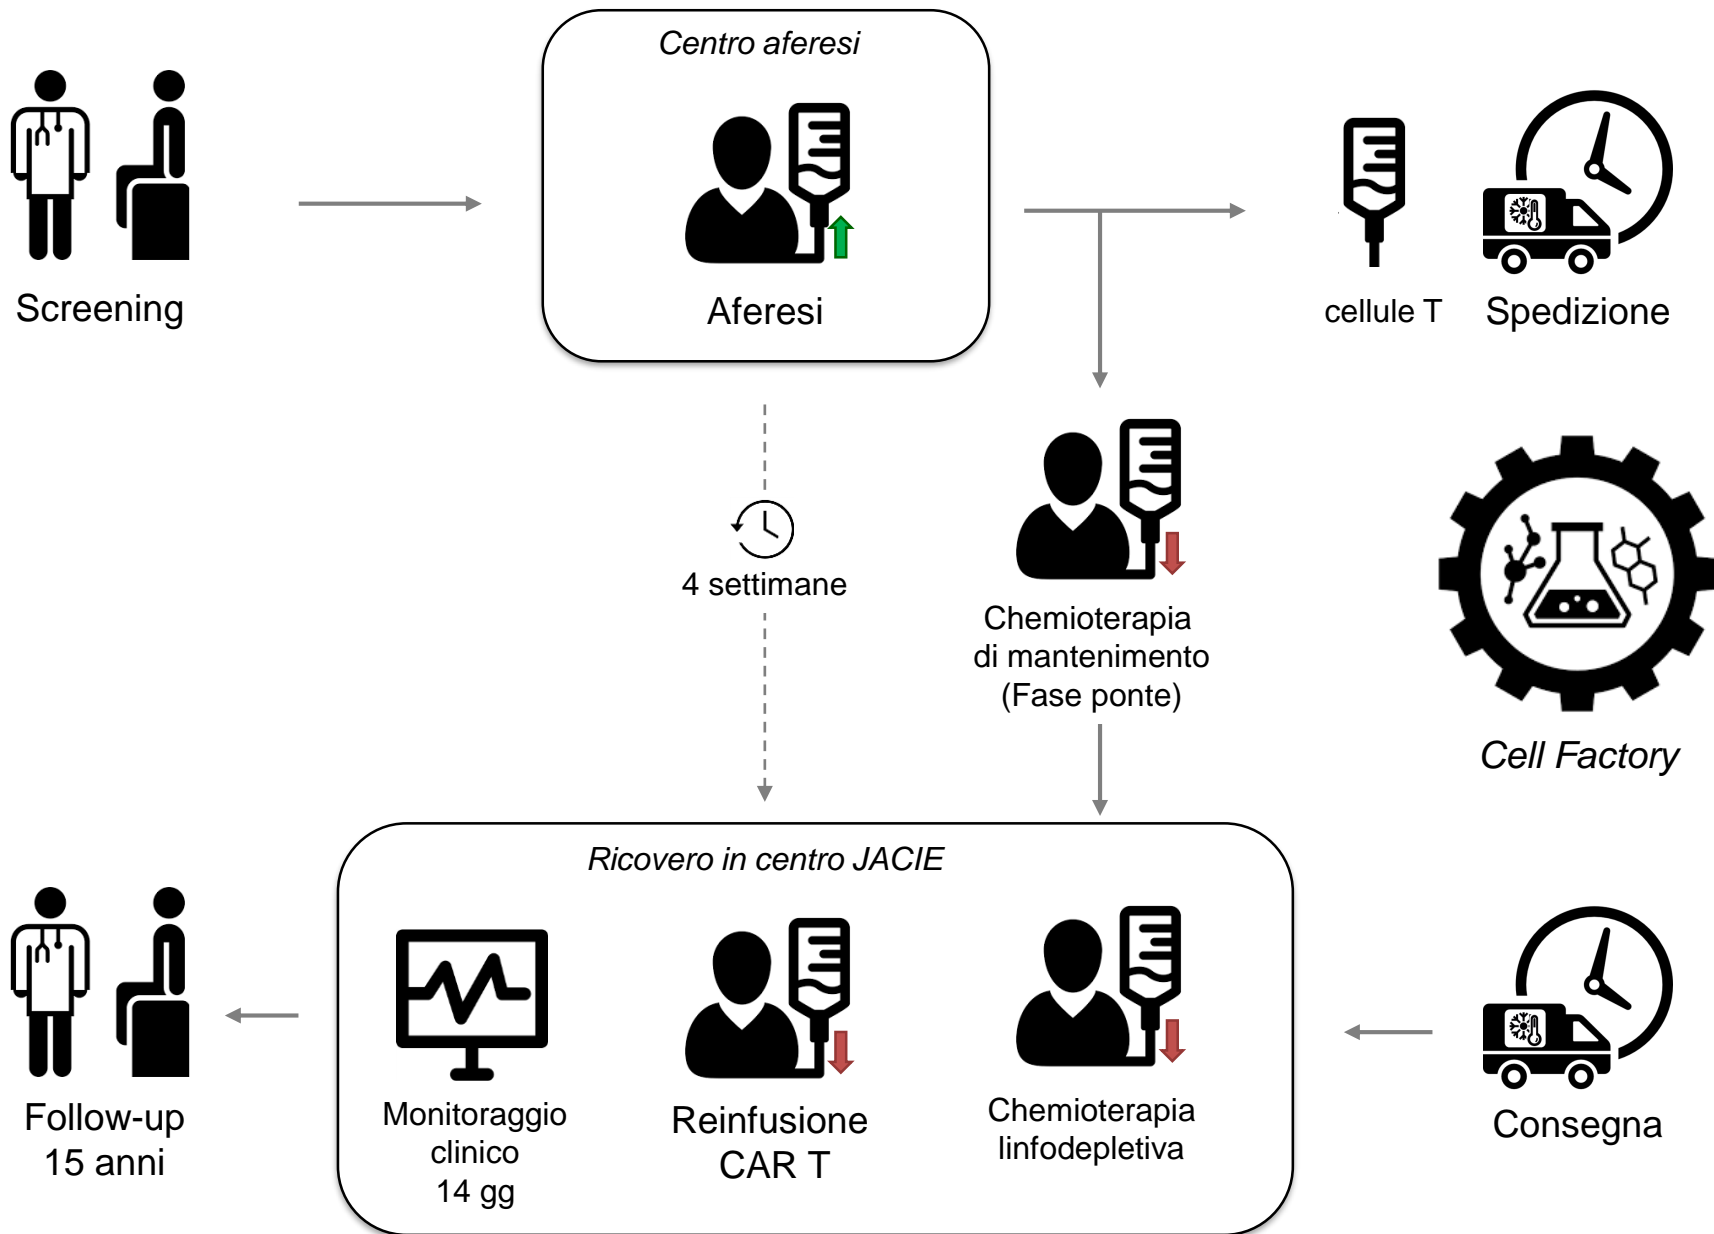 Centro aferesi
Screening
Aferesi
cellule T
Spedizione
4 settimane
Chemioterapia
di mantenimento
(Fase ponte)
Cell Factory
Ricovero in centro JACIE
Follow-up
15 anni
Monitoraggio
clinico
14 gg
Reinfusione
CAR T
Chemioterapia
linfodepletiva
Consegna